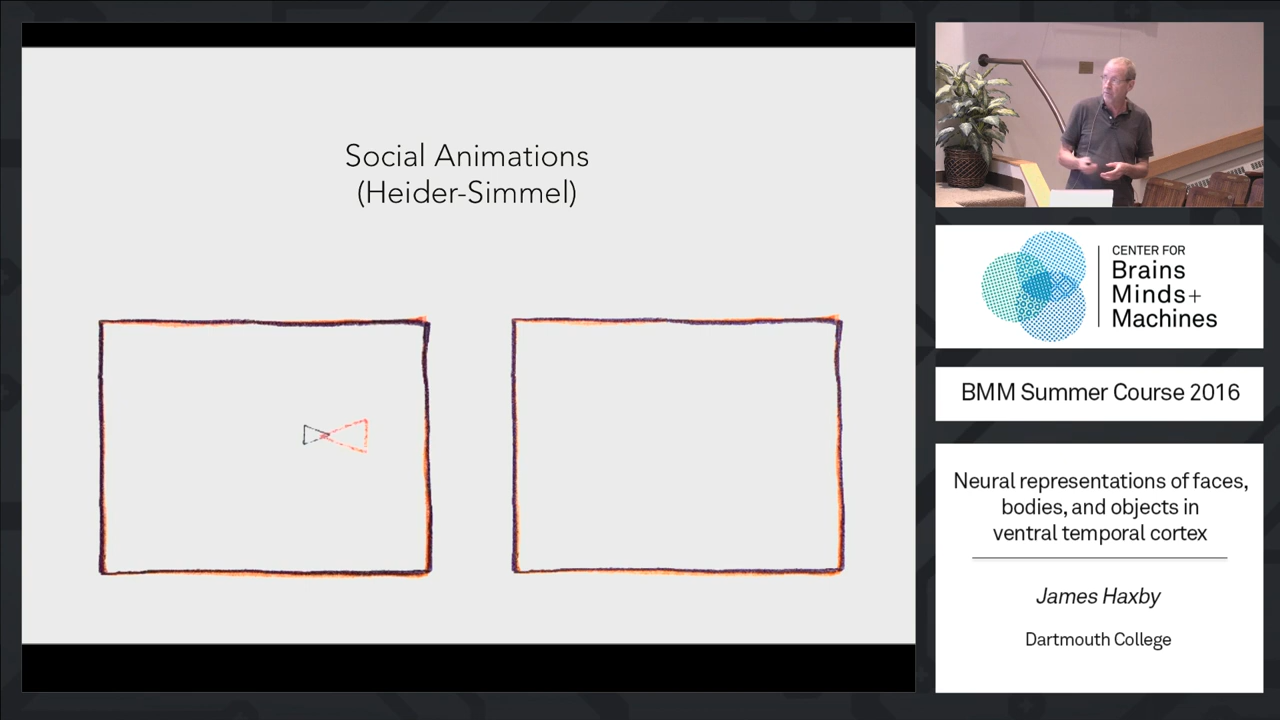 Social Animations
(Heider-Simmel)
CENTER FOR
Brains
Minds+
Machines
BMM Summer Course 2016
Neural representations of faces,
bodies, and objects in
ventral temporal cortex
James Haxby
Dartmouth College